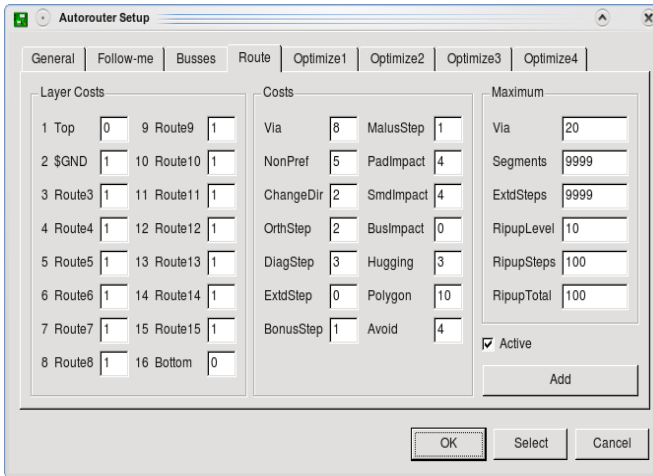 Autorouter Setup
General Follow-me Busses Route Optimize1 Optimize2 Optimize3 Optimize4
Layer Costs
1 Top 0 9 Route9 1
2 $GND 1 10 Route10 1
3 Route3 1 11 Route11 1
4 Route4 1 12 Route12 1
5 Route5 1 13 Route13 1
6 Route6 1 14 Route14 1
7 Route7 1 15 Route15 1
8 Route8 1 16 Bottom 0
Costs
Via 8 MalusStep 1
NonPref 5 PadImpact 4
ChangeDir 2 SmdImpact 4
OrthStep 2 BusImpact 0
DiagStep 3 Hugging 3
ExtdStep 0 Polygon 10
BonusStep 1 Avoid 4
Maximum
Via 20
Segments 9999
ExtdSteps 9999
RipupLevel 10
RipupSteps 100
RipupTotal 100
Active
Add
OK Select Cancel